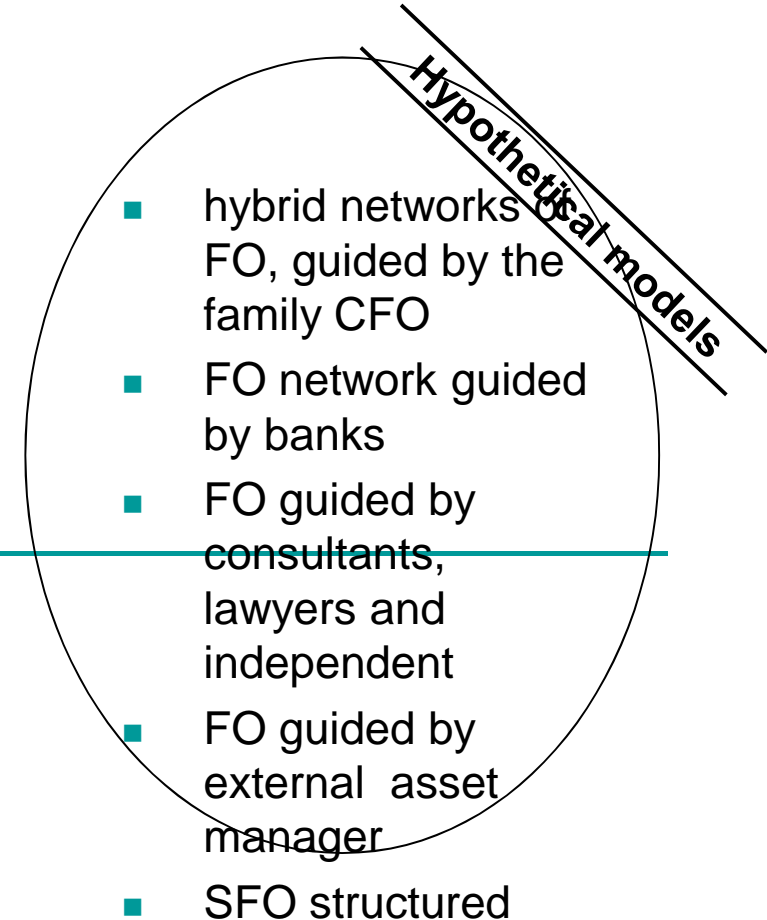 Hypothetical models
hybrid networks of
FO, guided by the
family CFO
FO network guided
by banks
FO guided by
consultants,
lawyers and
independent
FO guided by
external asset
manager
SFO structured